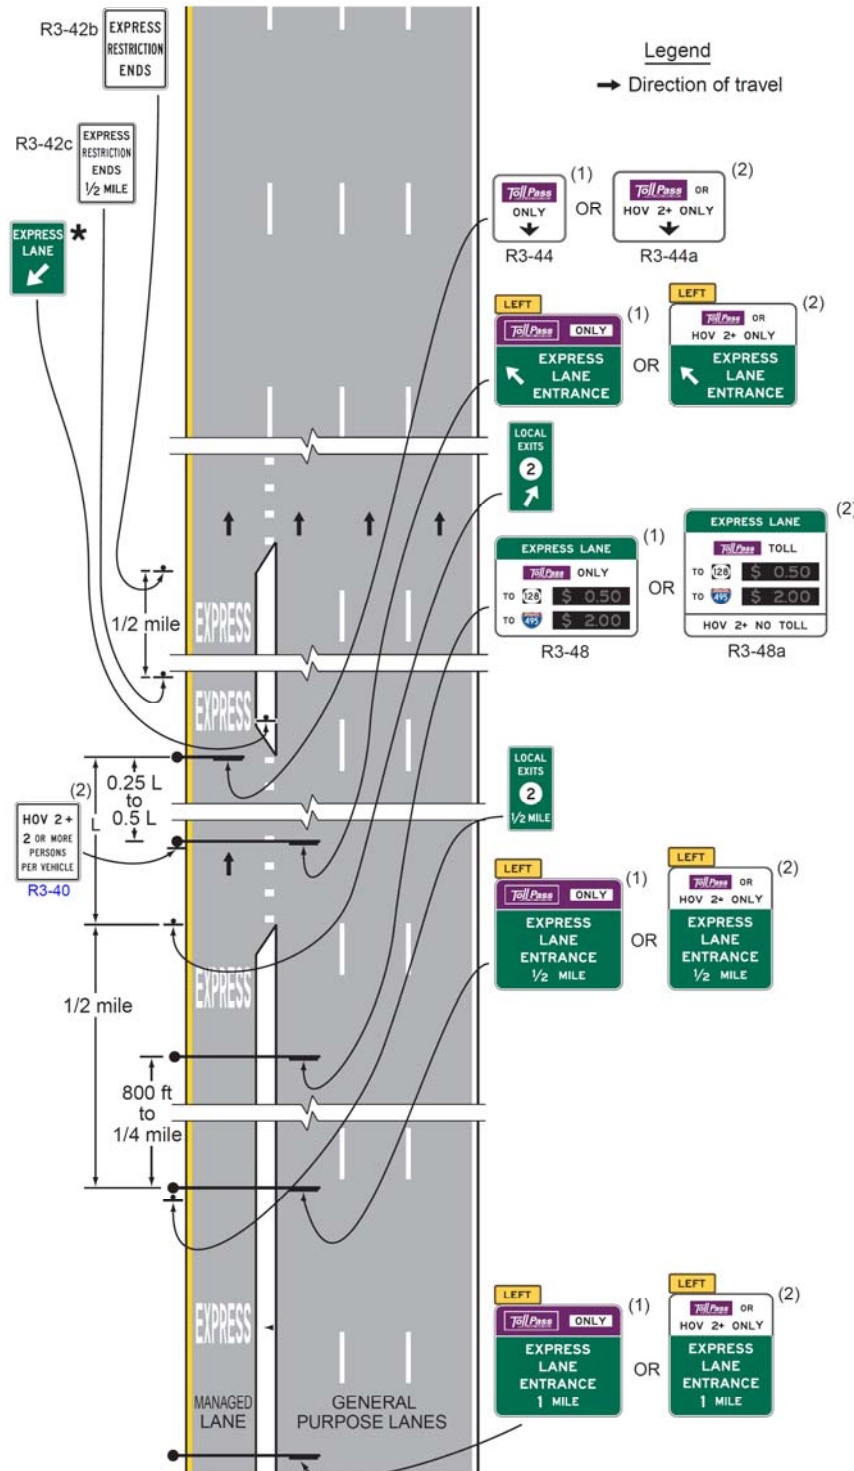 R3-42b
EXPRESS
RESTRICTION
ENDS
R3-42c
EXPRESS
RESTRICTION
ENDS
1/2 MILE
EXPRESS
LANE
*
Legend
Direction of travel
Toll Pass
ONLY
(1)
R3-44
OR
Toll Pass OR
HOV 2+ ONLY
(2)
R3-44a
LEFT
Toll Pass ONLY
EXPRESS
LANE
ENTRANCE
(1)
OR
LEFT
Toll Pass OR
HOV 2+ ONLY
EXPRESS
LANE
ENTRANCE
(2)
LOCAL
EXITS
2
EXPRESS LANE
Toll Pass ONLY
TO 128 $ 0.50
TO 495 $ 2.00
(1)
R3-48
OR
EXPRESS LANE
Toll Pass TOLL
TO 128 $ 0.50
TO 495 $ 2.00
HOV 2+ NO TOLL
(2)
R3-48a
1/2 mile
EXPRESS
EXPRESS
0.25 L
to
0.5 L
L
(2)
HOV 2+
2 OR MORE
PERSONS
PER VEHICLE
R3-40
LOCAL
EXITS
2
1/2 MILE
LEFT
Toll Pass ONLY
EXPRESS
LANE
ENTRANCE
1/2 MILE
(1)
OR
LEFT
Toll Pass OR
HOV 2+ ONLY
EXPRESS
LANE
ENTRANCE
1/2 MILE
(2)
1/2 mile
EXPRESS
800 ft
to
1/4 mile
EXPRESS
LEFT
Toll Pass ONLY
EXPRESS
LANE
ENTRANCE
1 MILE
(1)
OR
LEFT
Toll Pass OR
HOV 2+ ONLY
EXPRESS
LANE
ENTRANCE
1 MILE
(2)
MANAGED
LANE
GENERAL
PURPOSE LANES